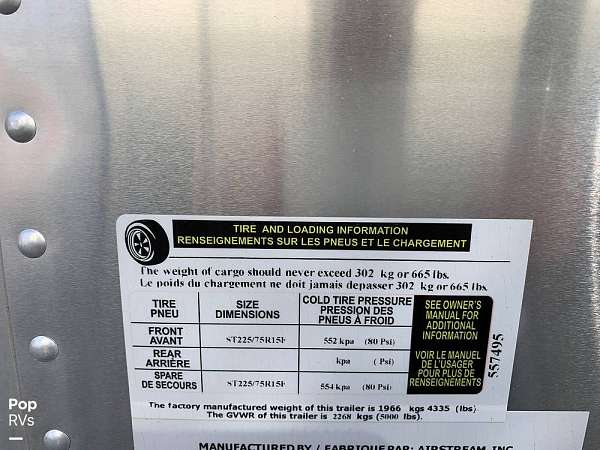 TIRE AND LOADING INFORMATION
RENSEIGNEMENTS SUR LES PNEUS ET LE CHARGEMENT
The weight of cargo should never exceed 302 kg or 665 lbs.
Le poids du chargement ne doit jamais depasser 302 kg or 665 lbs.
TIRE PNEU SIZE DIMENSIONS COLD TIRE PRESSURE PRESSION DES PNEUS À FROID
FRONT AVANT ST225/75R15E 552 kpa (80 Psi)
REAR ARRIÈRE kpa ( Psi)
SPARE DE SECOURS ST225/75R15E 554 kpa (80 Psi)
SEE OWNER'S
MANUAL FOR
ADDITIONAL
INFORMATION
VOIR LE MANUEL
DE L'USAGER
POUR PLUS DE
RENSEIGNEMENTS
557495
The factory manufactured weight of this trailer is 1966 kgs 4335 (lbs)
The GVWR of this trailer is 2268 kgs (5000 lbs).
MANUFACTURED BY / FABRIQUE PAR: AIRSTREAM, INC.
Pop
RVs